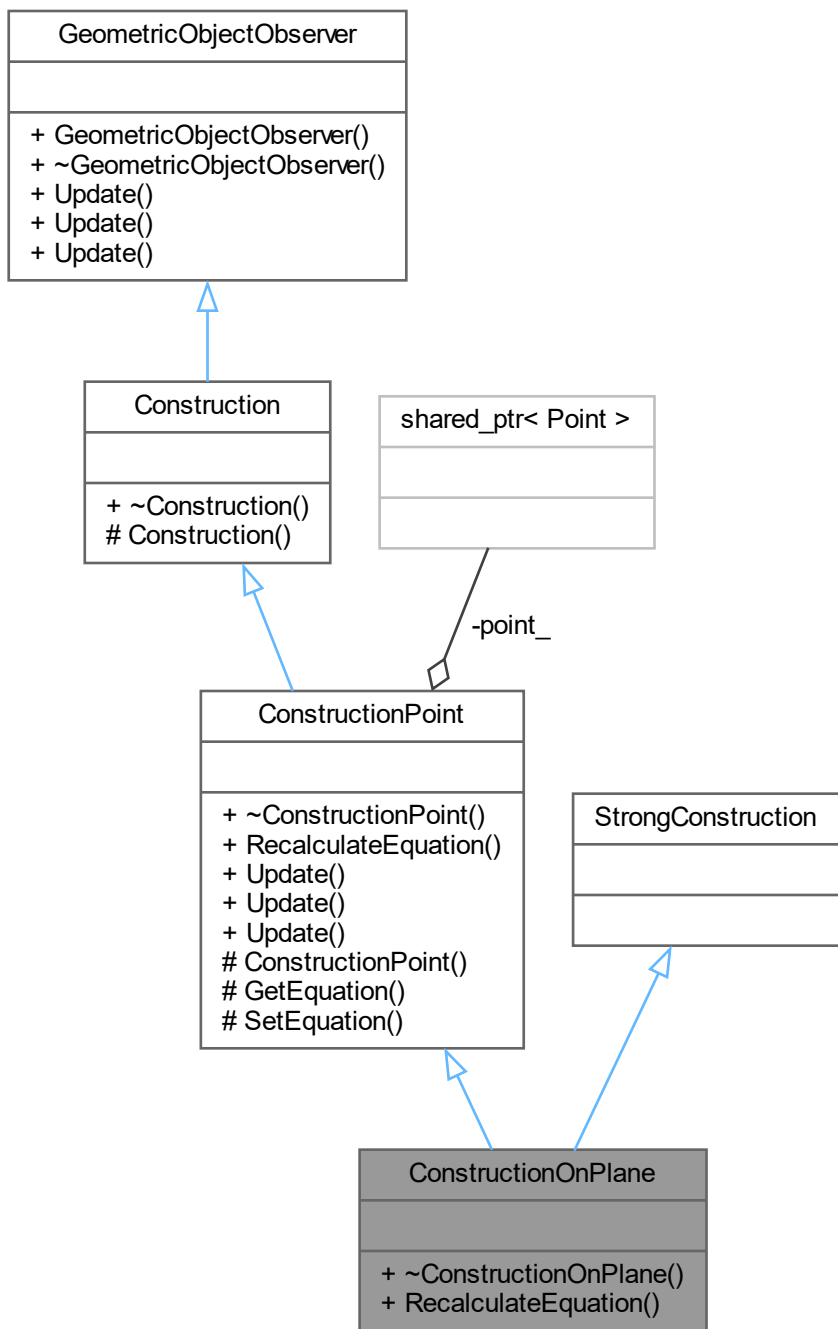 GeometricObjectObserver
+ GeometricObjectObserver()
+ ~GeometricObjectObserver()
+ Update()
+ Update()
+ Update()
Construction
+ ~Construction()
# Construction()
shared_ptr< Point >
-point_
ConstructionPoint
+ ~ConstructionPoint()
+ RecalculateEquation()
+ Update()
+ Update()
+ Update()
# ConstructionPoint()
# GetEquation()
# SetEquation()
StrongConstruction
ConstructionOnPlane
+ ~ConstructionOnPlane()
+ RecalculateEquation()